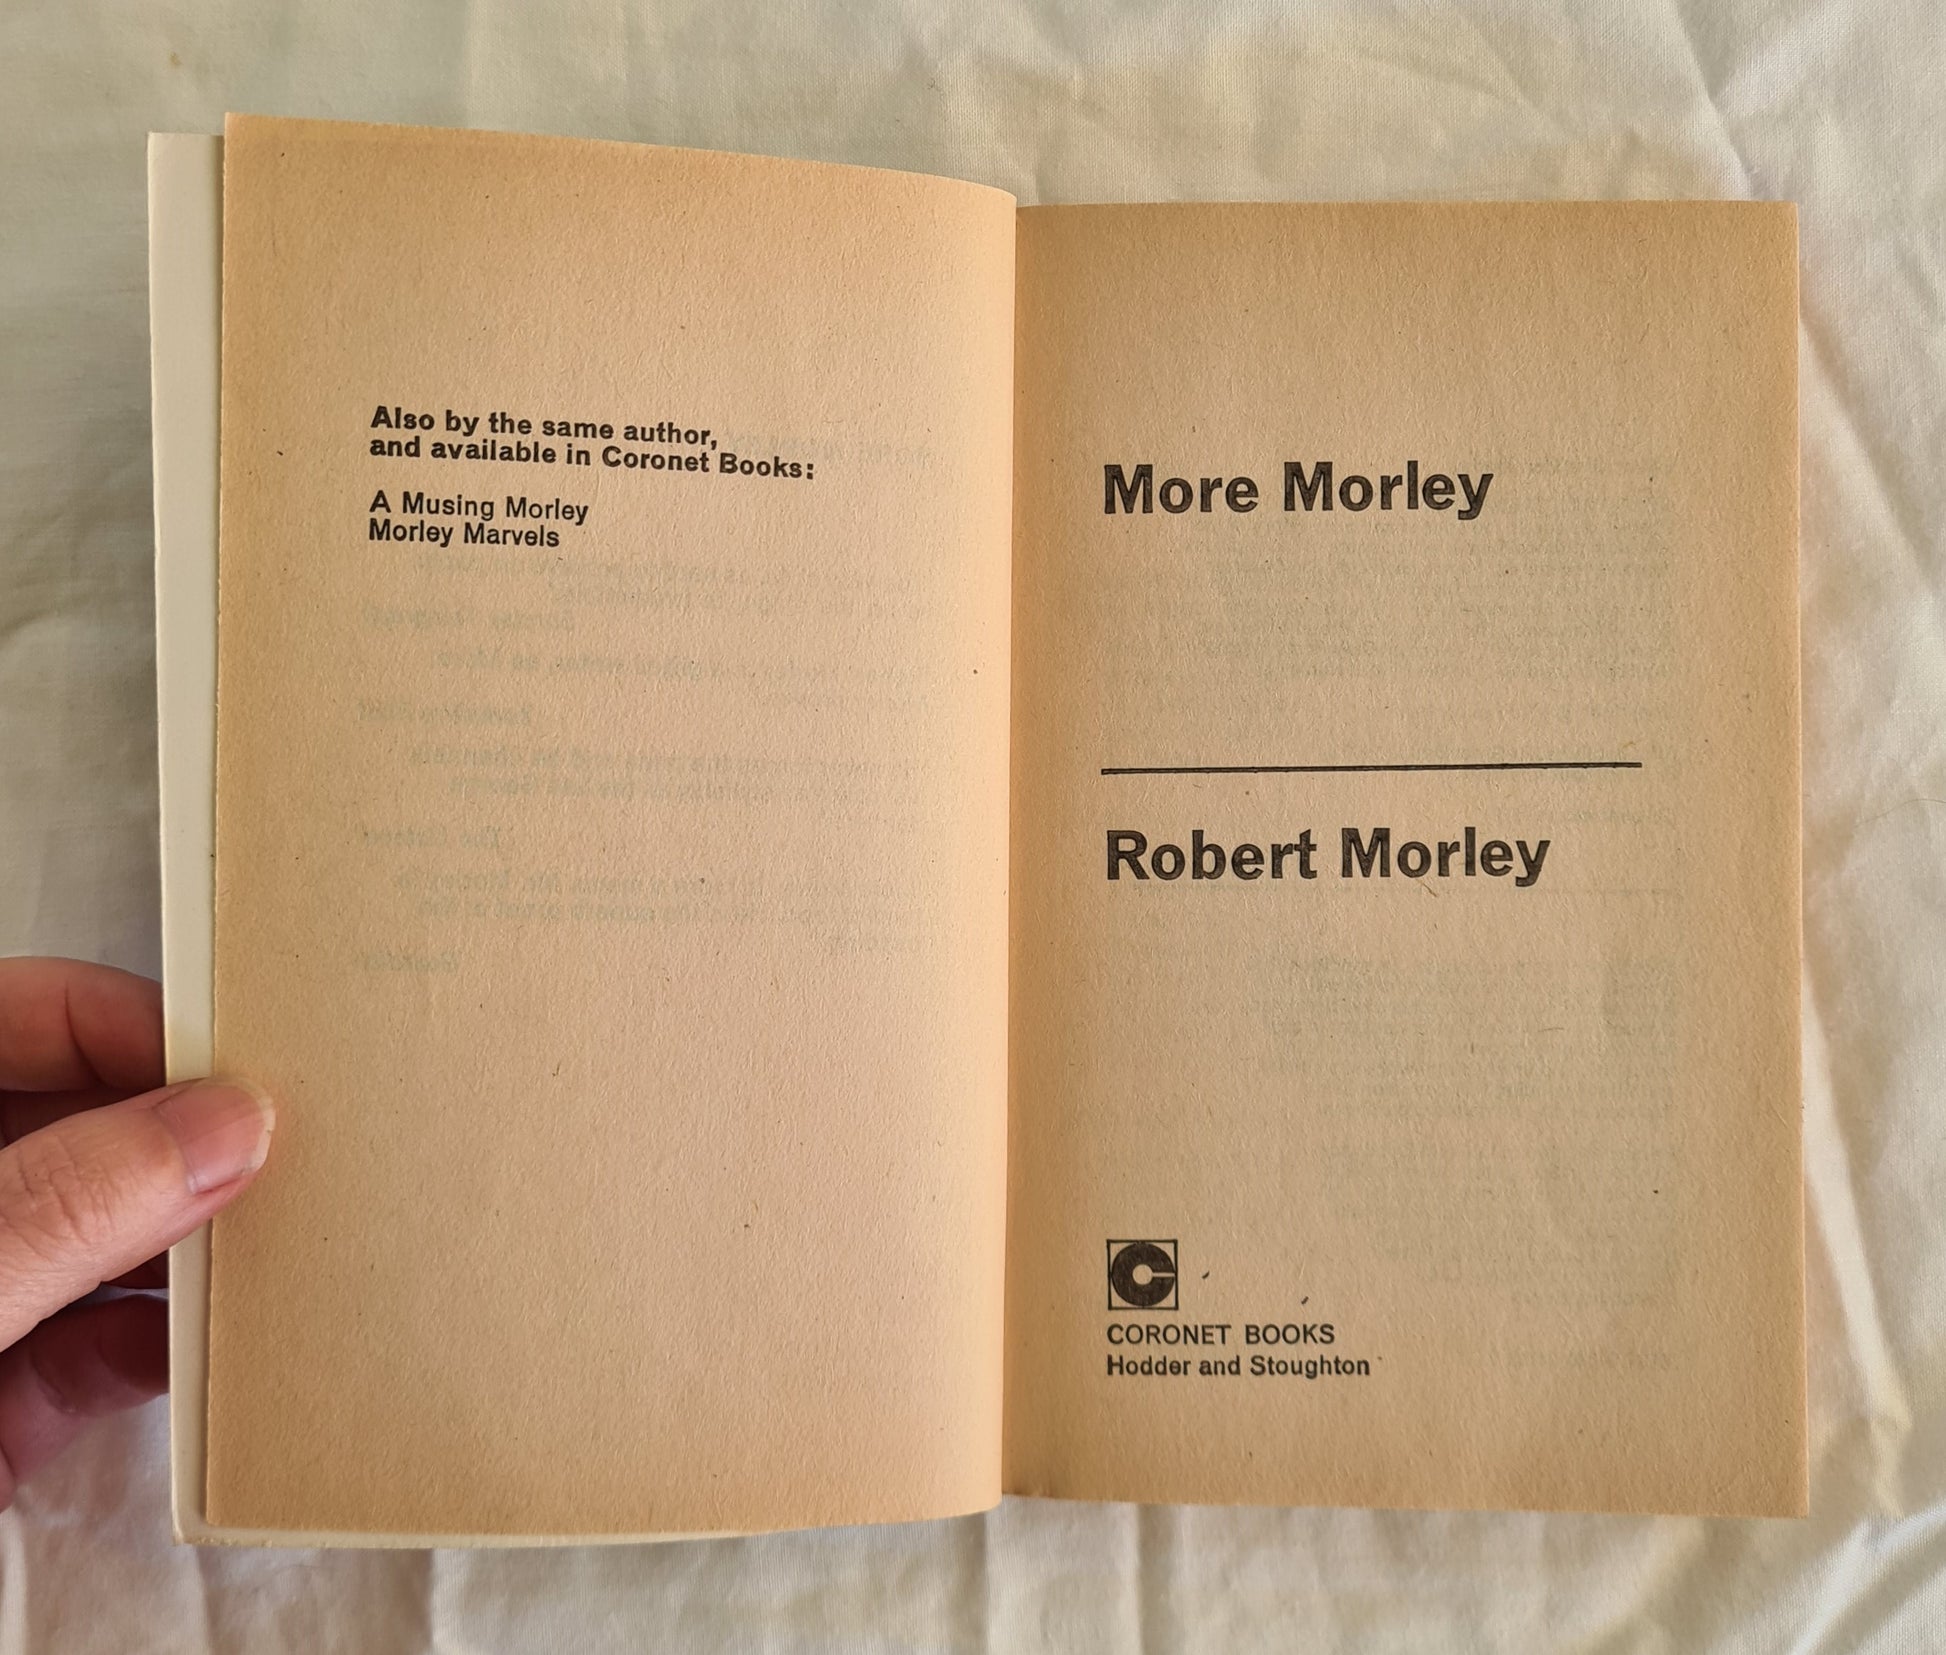 Also by the same author,
and available in Coronet Books:
A Musing Morley
Morley Marvels
More Morley
Robert Morley
CORONET BOOKS
Hodder and Stoughton